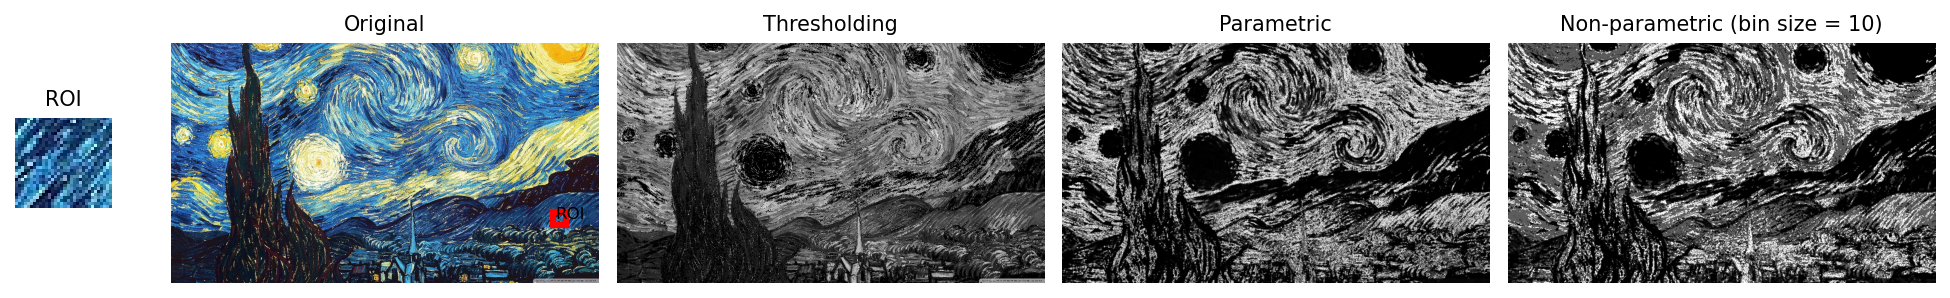 Original
Thresholding
Parametric
Non-parametric (bin size = 10)
ROI
ROI